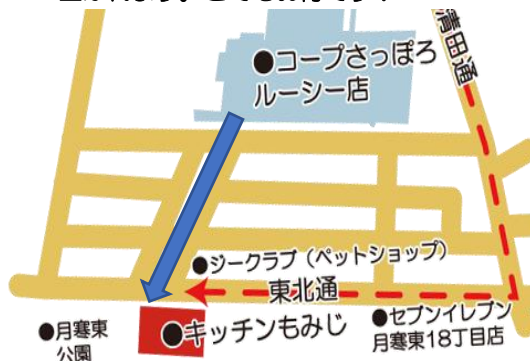 ●コープさっぽろ
ルーシー店
清田通
●ジークラブ（ペットショップ）
東北通
●月寒東
公園
●キッチンもみじ
●セブンイレブン
月寒東18丁目店